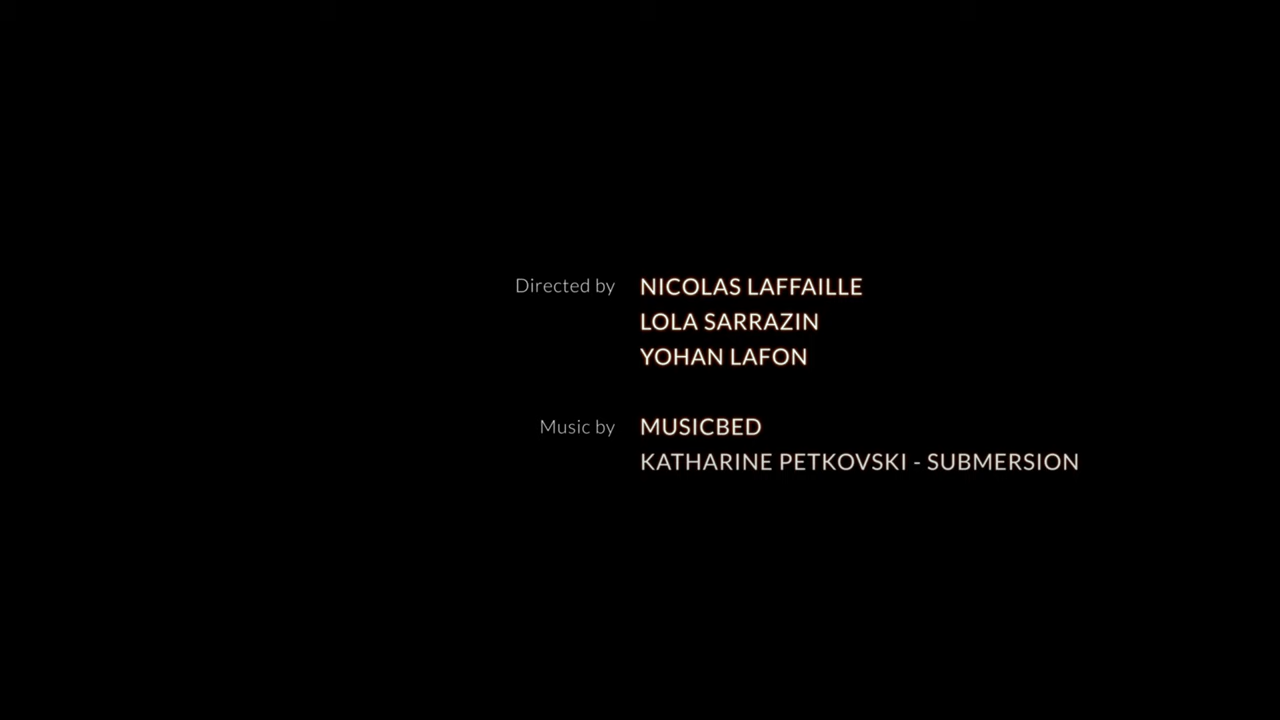 Directed by NICOLAS LAFFAILLE
LOLA SARRAZIN
YOHAN LAFON
Music by MUSICBED
KATHARINE PETKOVSKI - SUBMERSION